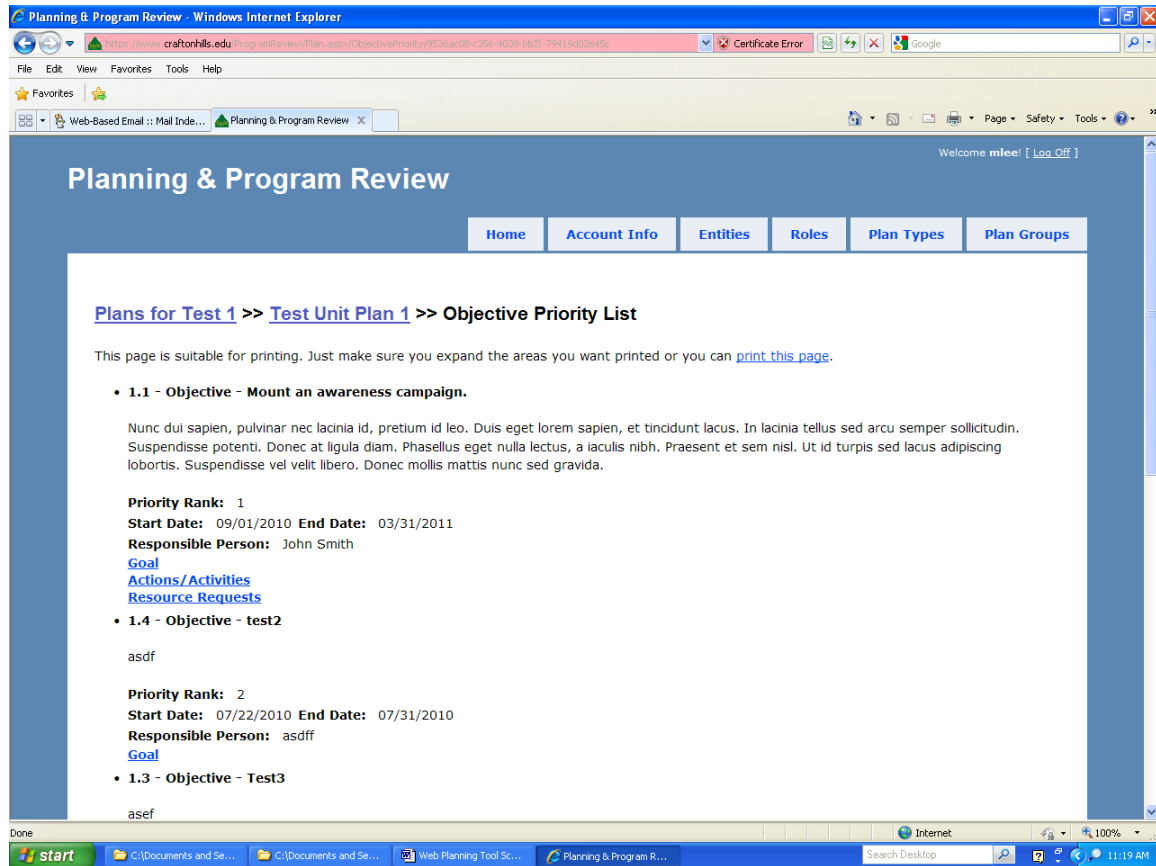 Planning & Program Review - Windows Internet Explorer
https://www.craftonhills.edu/ProgramReview/Plan.aspx/ObjectivePriority/9536ac08-c356-4039-bb2f-79419d02645c
Certificate Error
Google
File Edit View Favorites Tools Help
Favorites
Web-Based Email :: Mail Inde...
Planning & Program Review X
Page Safety Tools »
Welcome mlee! [ Log Off ]
Planning & Program Review
Home Account Info Entities Roles Plan Types Plan Groups
Plans for Test 1 >> Test Unit Plan 1 >> Objective Priority List
This page is suitable for printing. Just make sure you expand the areas you want printed or you can print this page.
• 1.1 - Objective - Mount an awareness campaign.
Nunc dui sapien, pulvinar nec lacinia id, pretium id leo. Duis eget lorem sapien, et tincidunt lacus. In lacinia tellus sed arcu semper sollicitudin.
Suspendisse potenti. Donec at ligula diam. Phasellus eget nulla lectus, a iaculis nibh. Praesent et sem nisl. Ut id turpis sed lacus adipiscing
lobortis. Suspendisse vel velit libero. Donec mollis mattis nunc sed gravida.
Priority Rank: 1
Start Date: 09/01/2010 End Date: 03/31/2011
Responsible Person: John Smith
Goal
Actions/Activities
Resource Requests
• 1.4 - Objective - test2
asdf
Priority Rank: 2
Start Date: 07/22/2010 End Date: 07/31/2010
Responsible Person: asdff
Goal
• 1.3 - Objective - Test3
asef
Done
Internet
100%
start
C:\Documents and Se...
C:\Documents and Se...
Web Planning Tool Sc...
Planning & Program R...
Search Desktop
11:19 AM